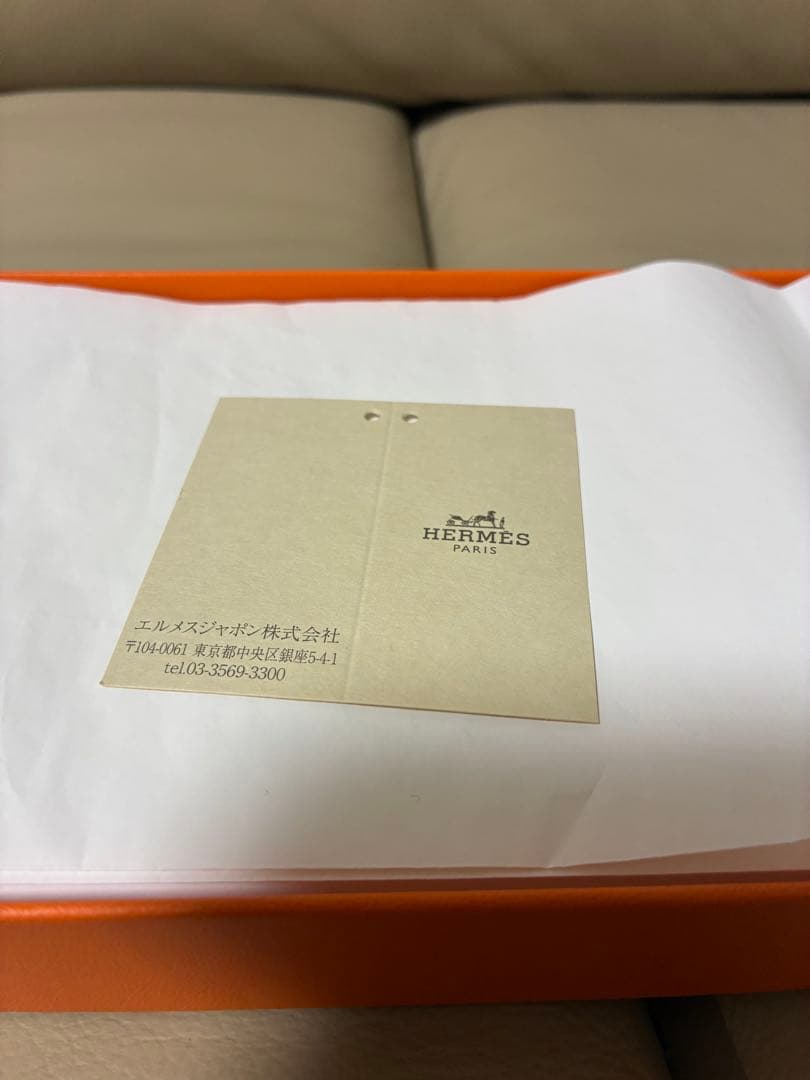 HERMÈS
PARIS
エルメスジャポン株式会社
〒104-0061 東京都中央区銀座5-4-1
tel.03-3569-3300